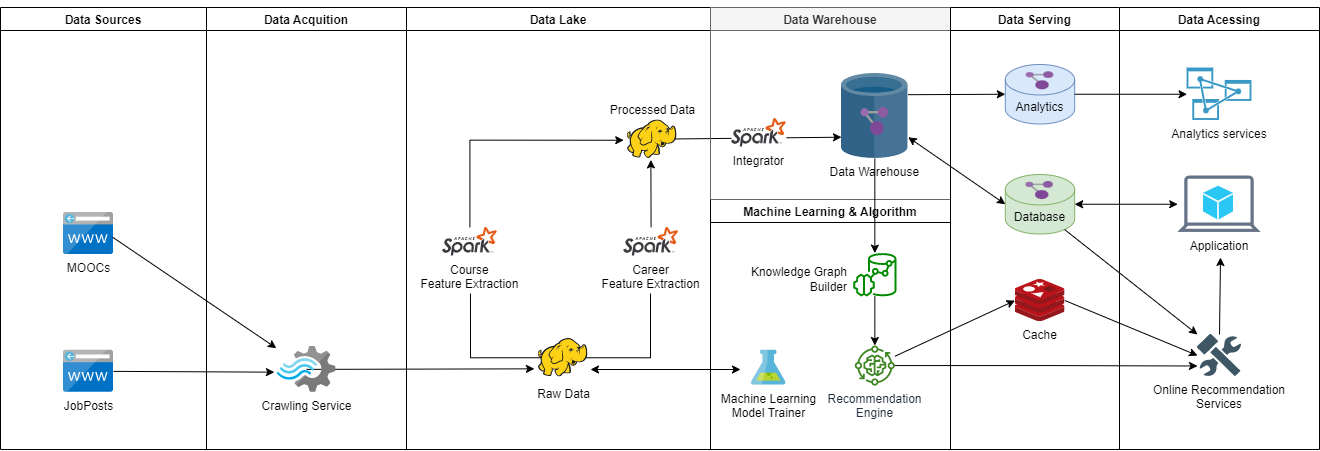 Data Sources
Data Acquition
Data Lake
Data Warehouse
Data Serving
Data Acessing
Processed Data
APACHE
Spark
Integrator
Data Warehouse
Analytics
Analytics services
Machine Learning & Algorithm
Database
Application
WWW
MOOCs
APACHE
Spark
Course
Feature Extraction
APACHE
Spark
Career
Feature Extraction
Knowledge Graph
Builder
Cache
WWW
JobPosts
Crawling Service
Raw Data
Machine Learning
Model Trainer
Recommendation
Engine
Online Recommendation
Services